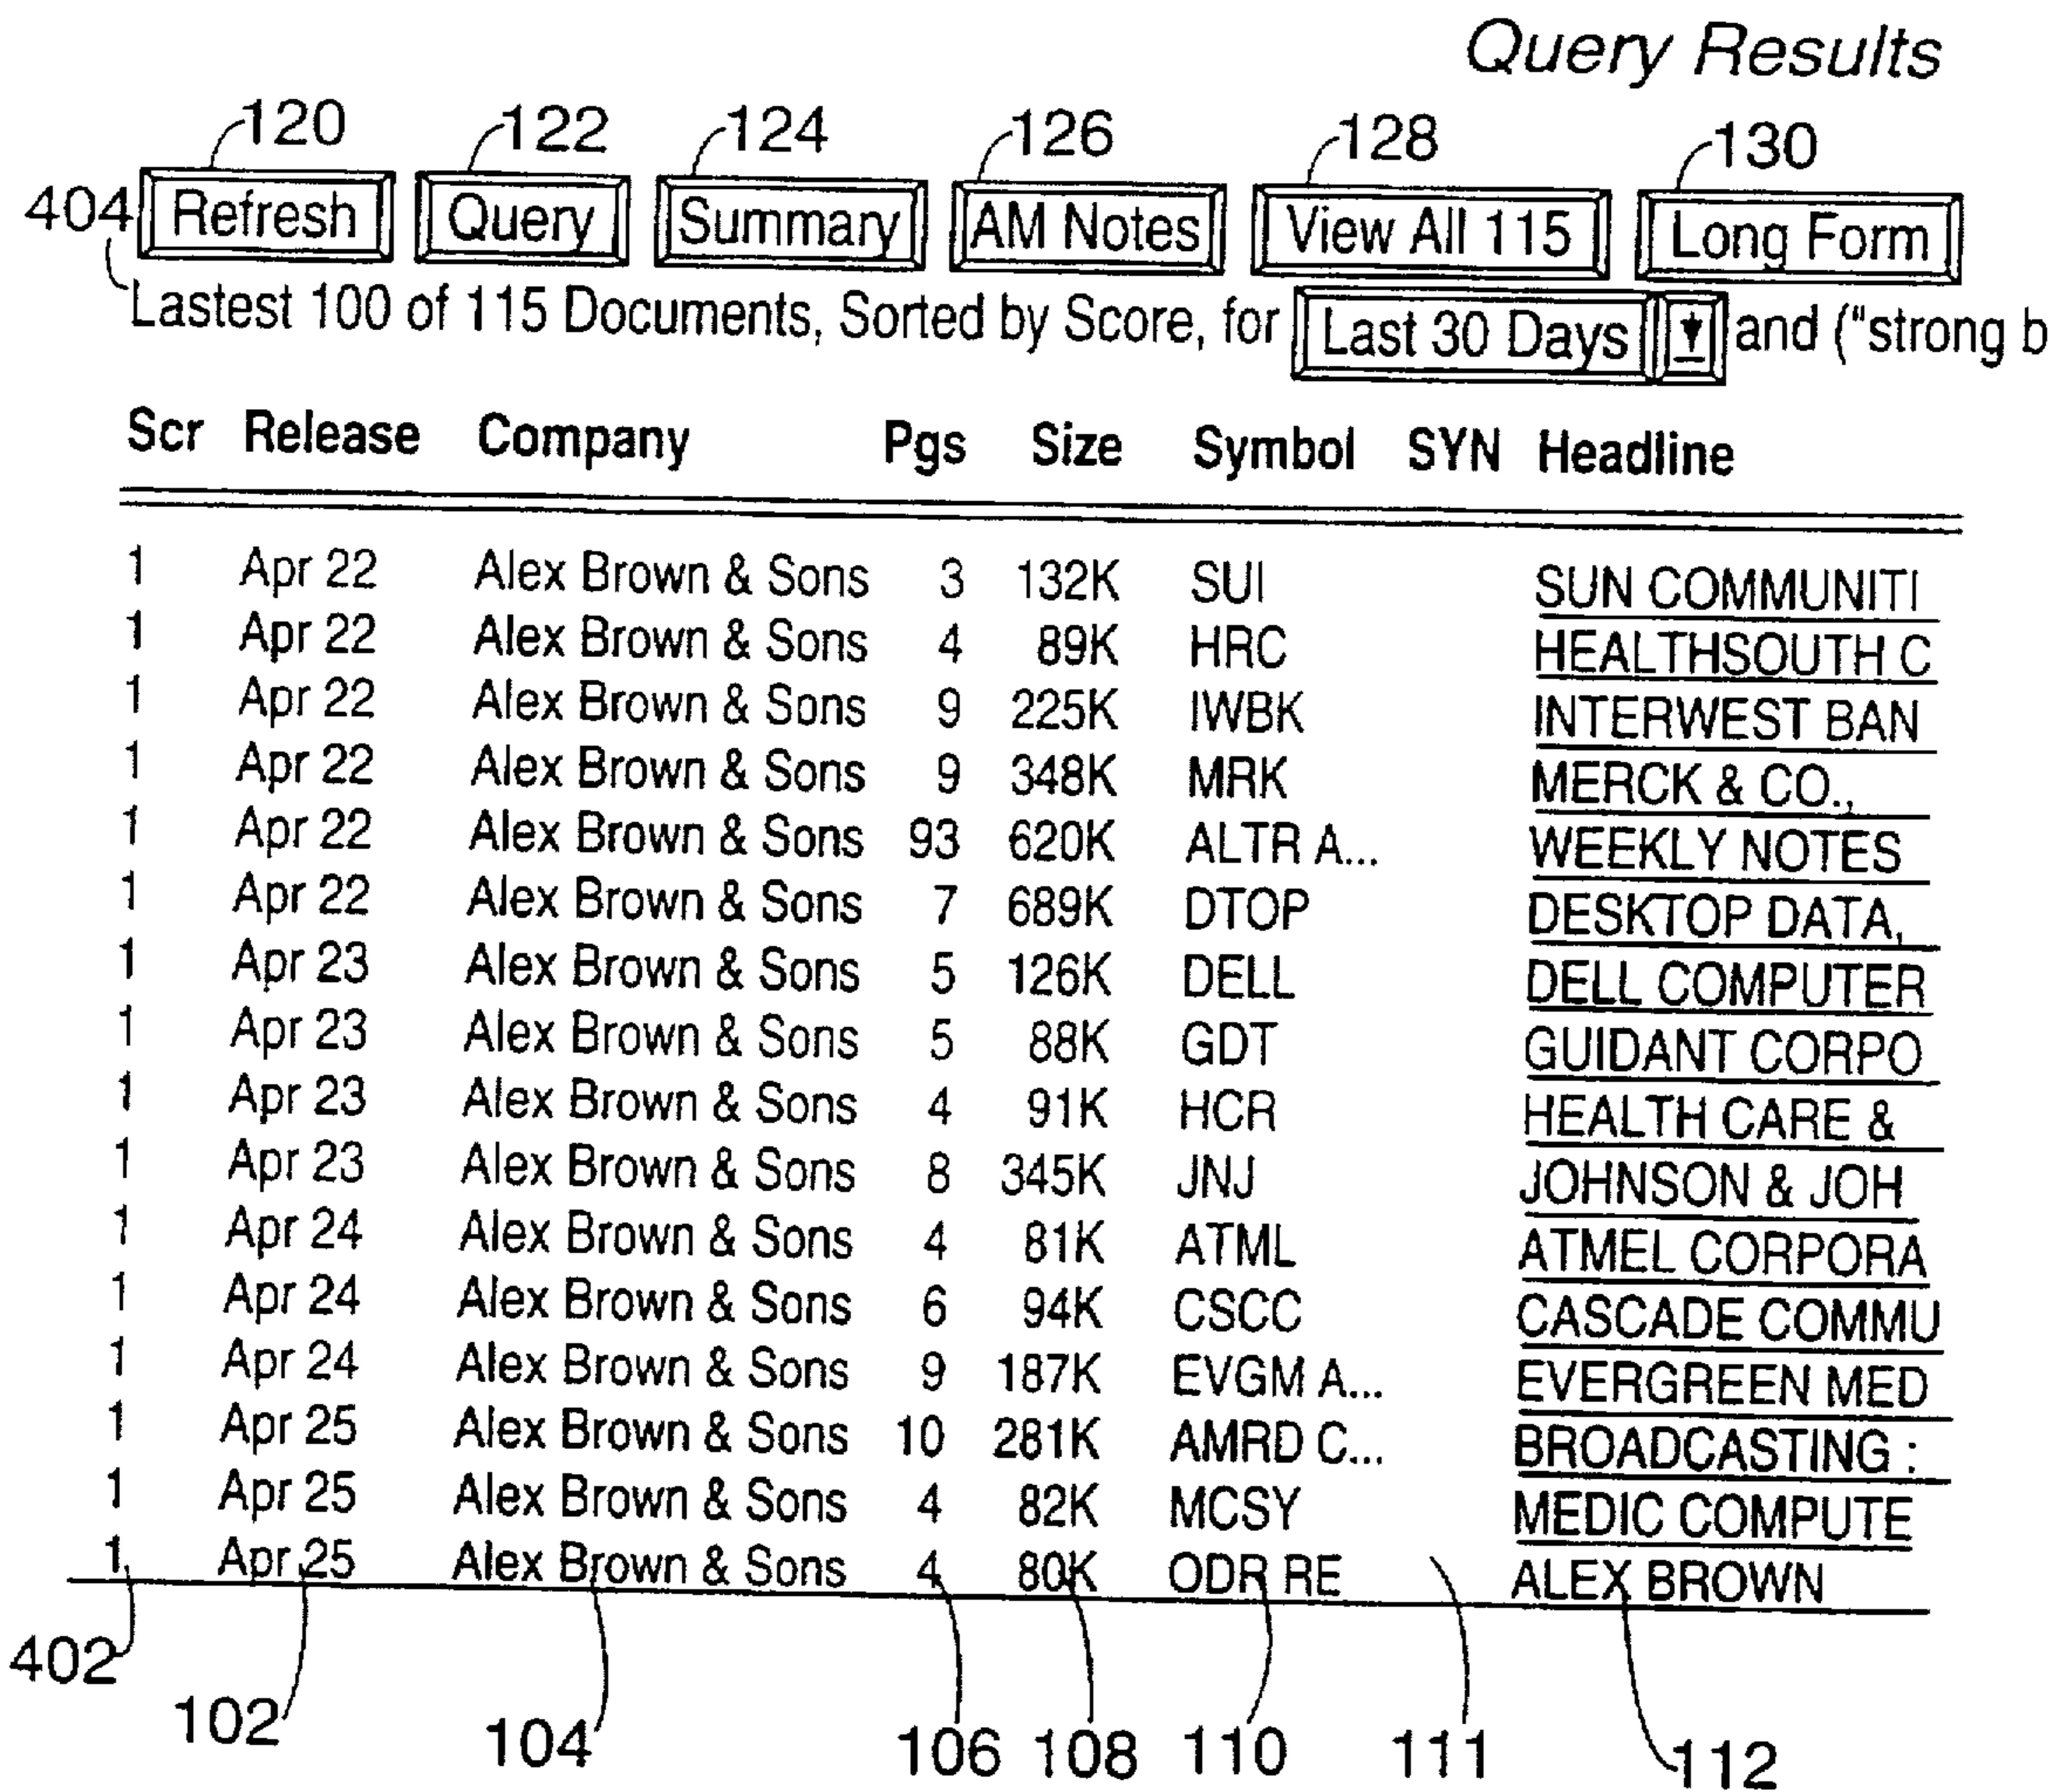 Query Results
120 122 124 126 128 130
404 Refresh Query Summary AM Notes View All 115 Long Form
Lastest 100 of 115 Documents, Sorted by Score, for Last 30 Days and ("strong b
Scr Release Company Pgs Size Symbol SYN Headline
1 Apr 22 Alex Brown & Sons 3 132K SUI SUN COMMUNITI
1 Apr 22 Alex Brown & Sons 4 89K HRC HEALTHSOUTH C
1 Apr 22 Alex Brown & Sons 9 225K IWBK INTERWEST BAN
1 Apr 22 Alex Brown & Sons 9 348K MRK MERCK & CO.,
1 Apr 22 Alex Brown & Sons 93 620K ALTR A... WEEKLY NOTES
1 Apr 22 Alex Brown & Sons 7 689K DTOP DESKTOP DATA,
1 Apr 23 Alex Brown & Sons 5 126K DELL DELL COMPUTER
1 Apr 23 Alex Brown & Sons 5 88K GDT GUIDANT CORPO
1 Apr 23 Alex Brown & Sons 4 91K HCR HEALTH CARE &
1 Apr 23 Alex Brown & Sons 8 345K JNJ JOHNSON & JOH
1 Apr 24 Alex Brown & Sons 4 81K ATML ATMEL CORPORA
1 Apr 24 Alex Brown & Sons 6 94K CSCC CASCADE COMMU
1 Apr 24 Alex Brown & Sons 9 187K EVGM A... EVERGREEN MED
1 Apr 25 Alex Brown & Sons 10 281K AMRD C... BROADCASTING :
1 Apr 25 Alex Brown & Sons 4 82K MCSY MEDIC COMPUTE
1 Apr 25 Alex Brown & Sons 4 80K ODR RE ALEX BROWN
402 102 104 106 108 110 111 112